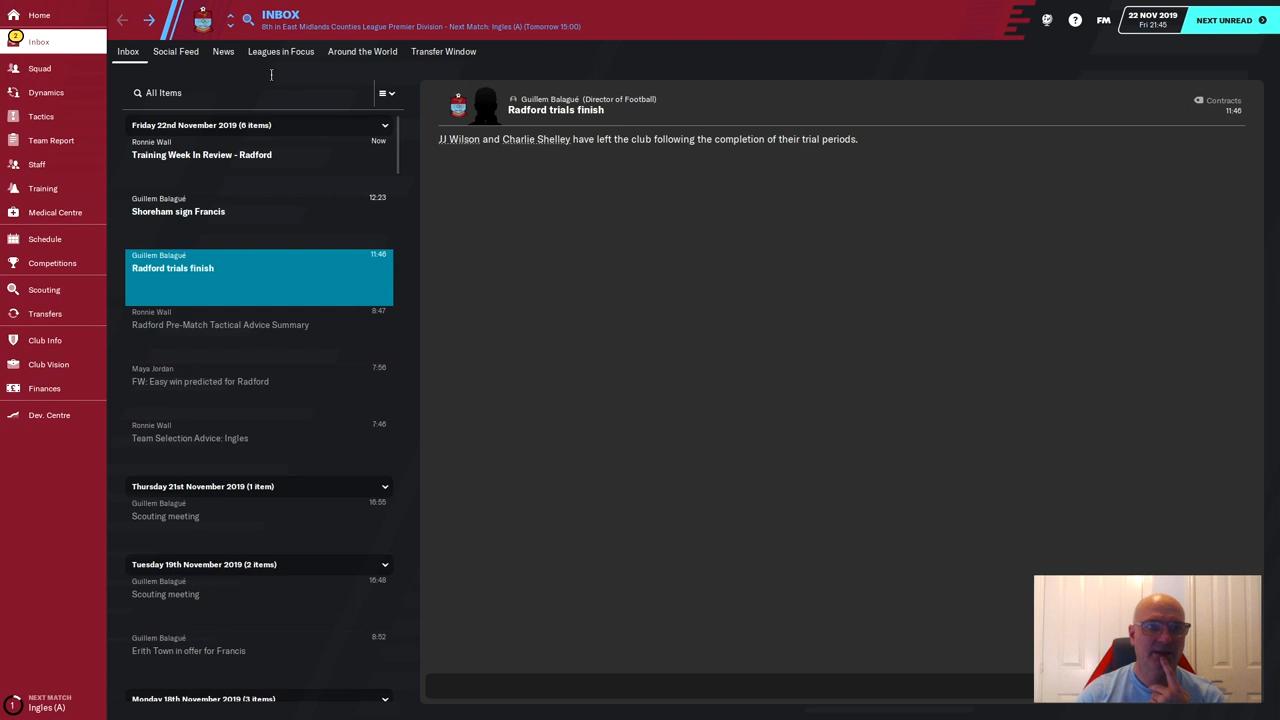 Home
INBOX
8th in East Midlands Counties League Premier Division - Next Match: Ingles (A) (Tomorrow 15:00)
FM
22 NOV 2019
Fri 21:45
NEXT UNREAD
2
Inbox
Squad
Dynamics
Tactics
Team Report
Staff
Training
Medical Centre
Schedule
Competitions
Scouting
Transfers
Club Info
Club Vision
Finances
Dev. Centre
1
NEXT MATCH
Ingles (A)
Inbox Social Feed News Leagues in Focus Around the World Transfer Window
All Items
Friday 22nd November 2019 (6 items)
Ronnie Wall Now
Training Week In Review - Radford
Guillem Balagué 12:23
Shoreham sign Francis
Guillem Balagué 11:46
Radford trials finish
Ronnie Wall 8:47
Radford Pre-Match Tactical Advice Summary
Maya Jordan 7:56
FW: Easy win predicted for Radford
Ronnie Wall 7:46
Team Selection Advice: Ingles
Thursday 21st November 2019 (1 item)
Guillem Balagué 16:55
Scouting meeting
Tuesday 19th November 2019 (2 items)
Guillem Balagué 16:48
Scouting meeting
Guillem Balagué 8:52
Erith Town in offer for Francis
Monday 18th November 2019 (3 items)
Guillem Balagué (Director of Football)
Radford trials finish
Contracts
11:46
JJ Wilson and Charlie Shelley have left the club following the completion of their trial periods.